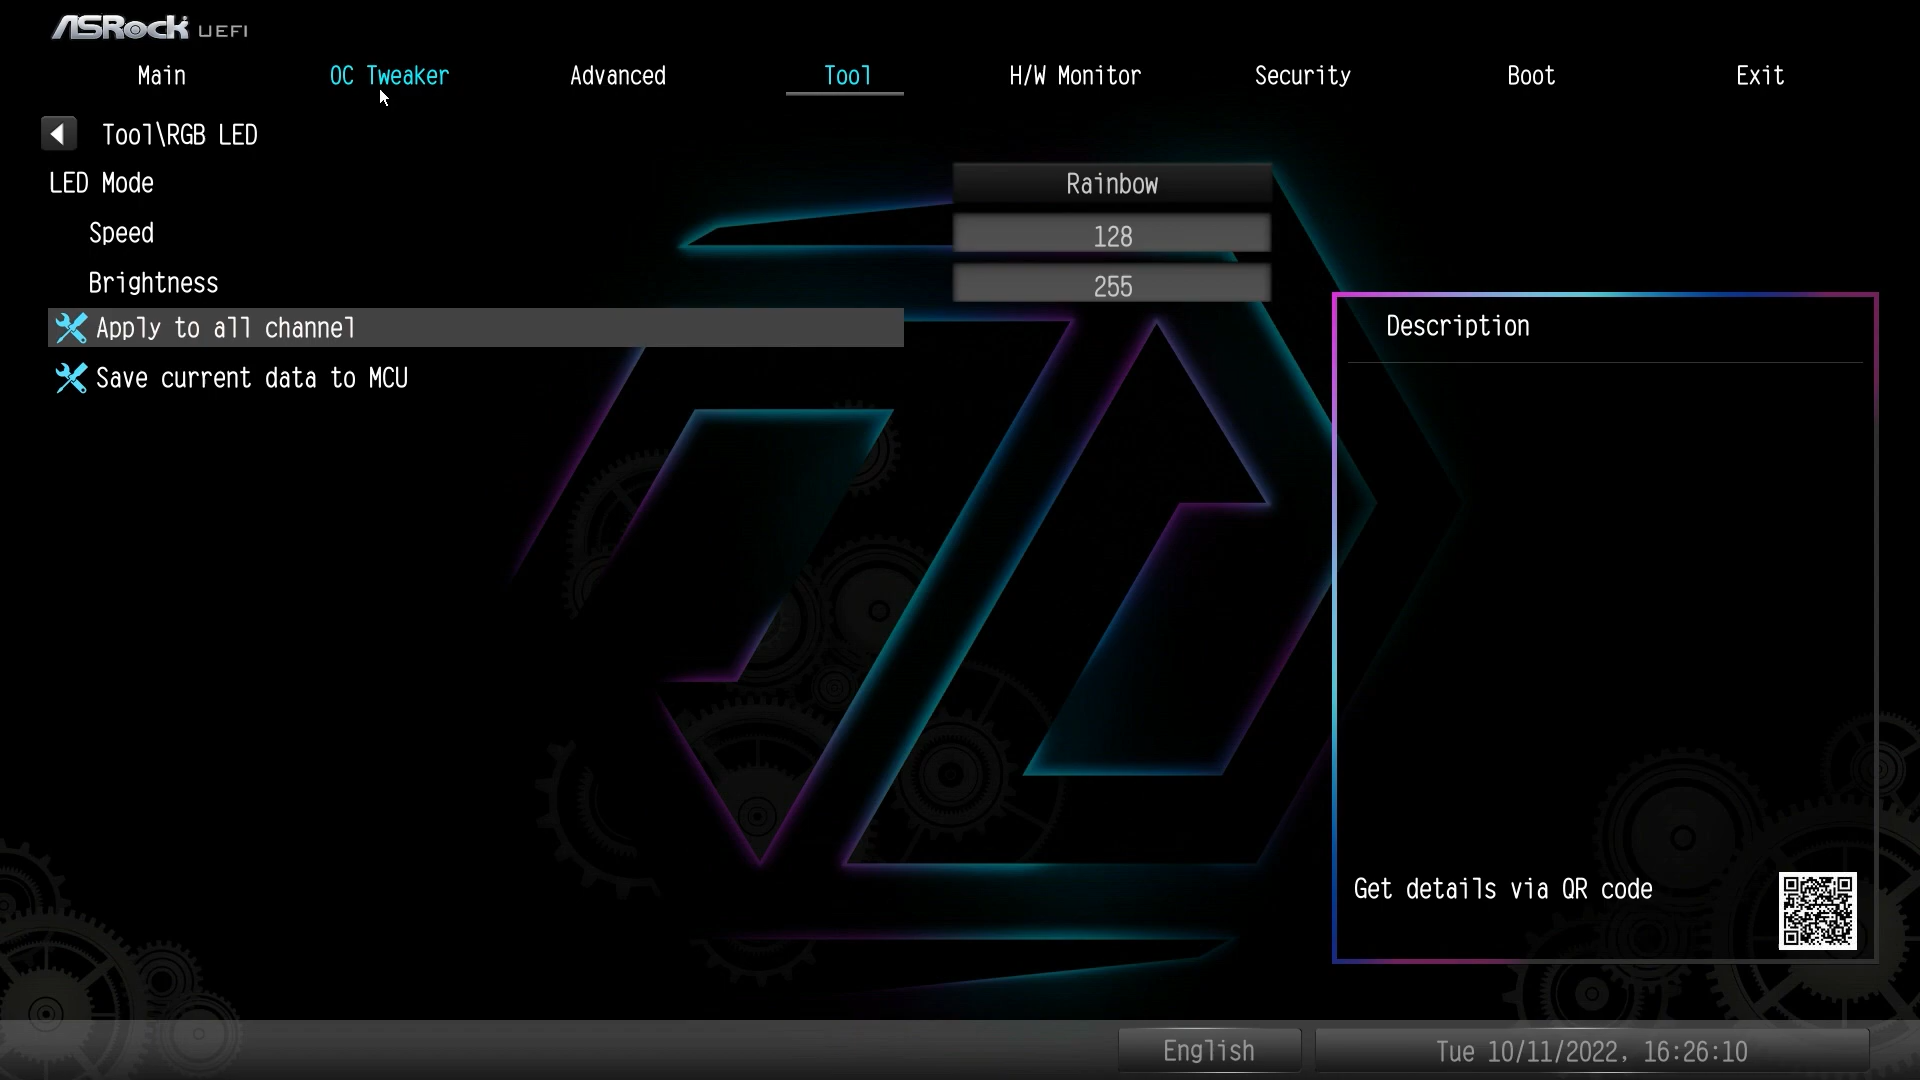 ASRock UEFI
Main OC Tweaker Advanced Tool H/W Monitor Security Boot Exit
Tool\RGB LED
LED Mode Rainbow
Speed 128
Brightness 255
Apply to all channel
Save current data to MCU
Description
Get details via QR code
English Tue 10/11/2022, 16:26:10